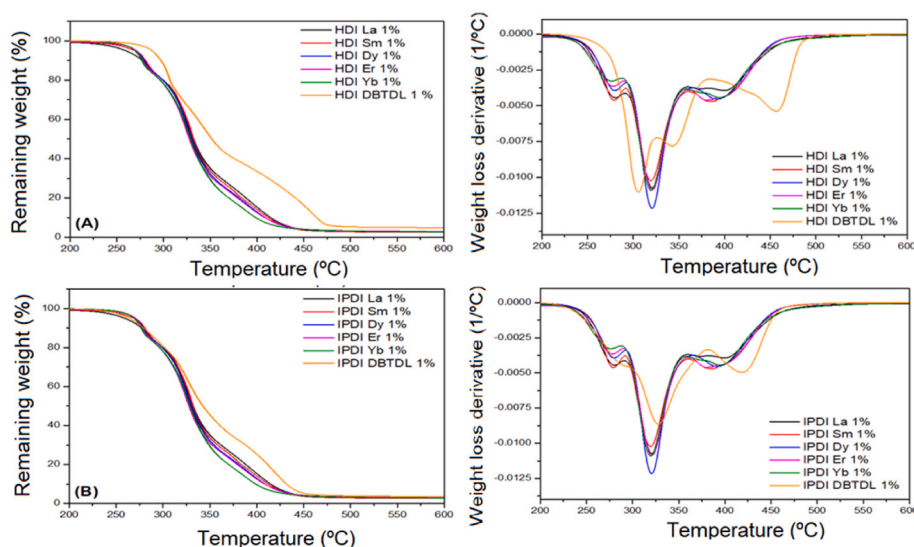 Remaining weight (%)
100
80
60
40
20
0
(A)
HDI La 1%
HDI Sm 1%
HDI Dy 1%
HDI Er 1%
HDI Yb 1%
HDI DBTDL 1 %
200 250 300 350 400 450 500 550 600
Temperature (ºC)
Weight loss derivative (1/ºC)
0.0000
-0.0025
-0.0050
-0.0075
-0.0100
-0.0125
HDI La 1%
HDI Sm 1%
HDI Dy 1%
HDI Er 1%
HDI Yb 1%
HDI DBTDL 1 %
200 250 300 350 400 450 500 550 600
Temperature (ºC)
Remaining weight (%)
100
80
60
40
20
0
(B)
IPDI La 1%
IPDI Sm 1%
IPDI Dy 1%
IPDI Er 1%
IPDI Yb 1%
IPDI DBTDL 1%
200 250 300 350 400 450 500 550 600
Temperature (ºC)
Weight loss derivative (1/ºC)
0.0000
-0.0025
-0.0050
-0.0075
-0.0100
-0.0125
IPDI La 1%
IPDI Sm 1%
IPDI Dy 1%
IPDI Er 1%
IPDI Yb 1%
IPDI DBTDL 1%
200 250 300 350 400 450 500 550 600
Temperature (ºC)